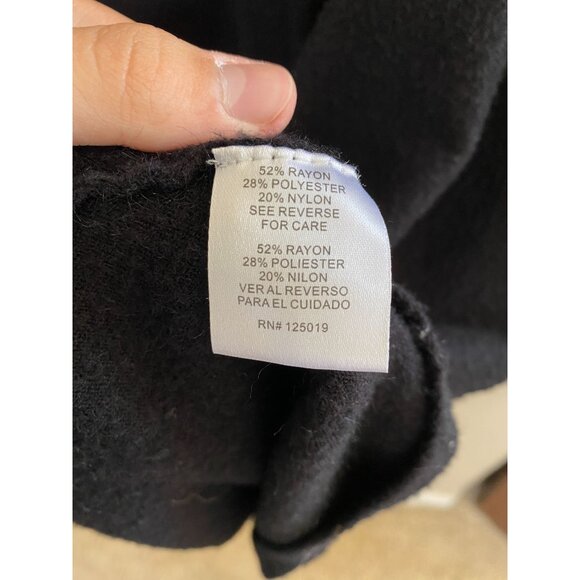 52% RAYON
28% POLYESTER
20% NYLON
SEE REVERSE
FOR CARE
52% RAYON
28% POLIESTER
20% NILON
VER AL REVERSO
PARA EL CUIDADO
RN# 125019